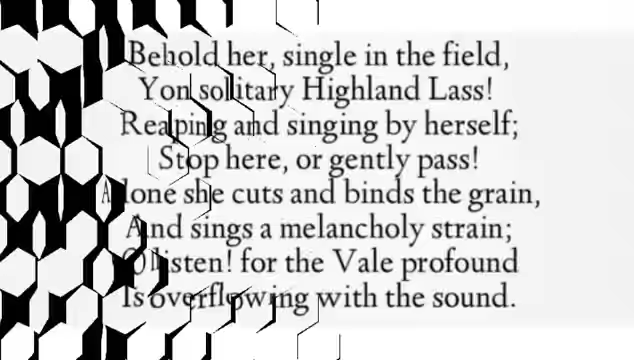 Behold her, single in the field,
Yon solitary Highland Lass!
Reaping and singing by herself;
Stop here, or gently pass!
Alone she cuts and binds the grain,
And sings a melancholy strain;
O listen! for the Vale profound
Is overflowing with the sound.